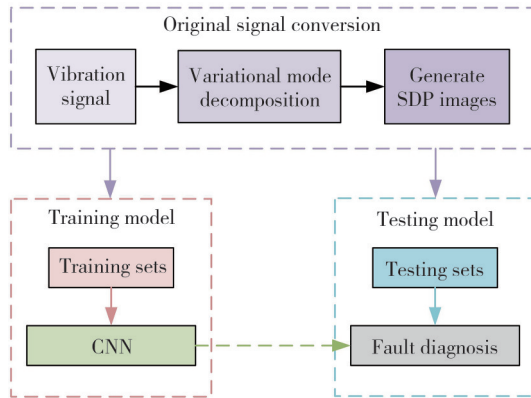 Original signal conversion
Vibration
signal
Variational mode
decomposition
Generate
SDP images
Training model
Training sets
CNN
Testing model
Testing sets
Fault diagnosis